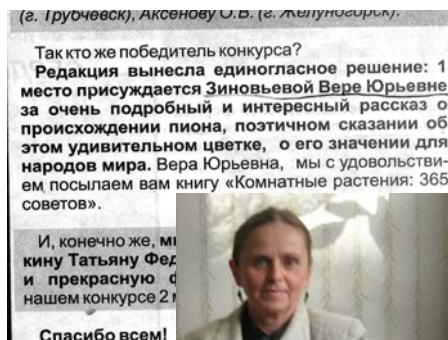 (г. Трубчевск), Аксенову О.В. (г. Желуногорск).
Так кто же победитель конкурса?
Редакция вынесла единогласное решение: 1
место присуждается Зиновьевой Вере Юрьевне
за очень подробный и интересный рассказ о
происхождении пиона, поэтичном сказании об
этом удивительном цветке, о его значении для
народов мира. Вера Юрьевна, мы с удовольстви-
ем посылаем вам книгу «Комнатные растения: 365
советов».
И, конечно же,
кину Татьяну Фед
и прекрасную
нашем конкурсе 2
Спасибо всем!